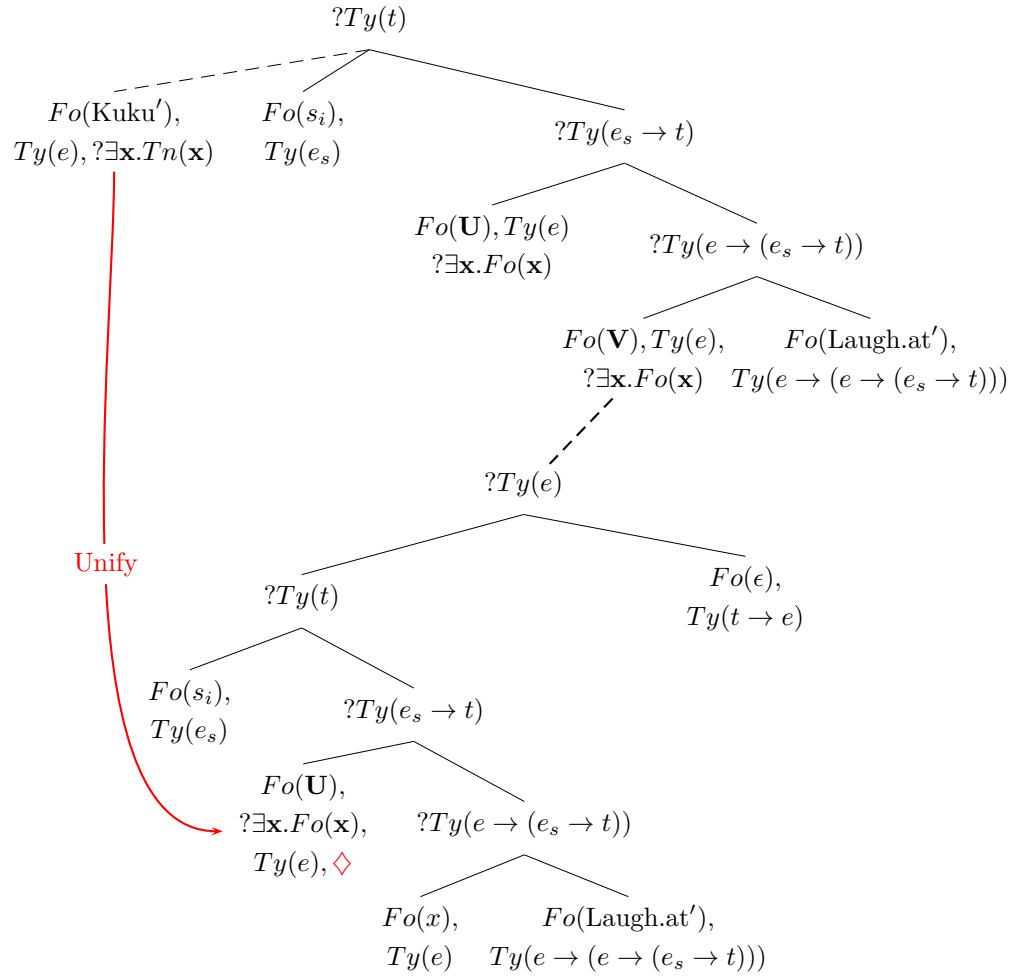 ?Ty(t)
Fo(Kuku′),
Ty(e), ?∃x.Tn(x)
Fo(s_i),
Ty(e_s)
?Ty(e_s → t)
Fo(U), Ty(e)
?∃x.Fo(x)
?Ty(e → (e_s → t))
Fo(V), Ty(e),
?∃x.Fo(x)
Fo(Laugh.at′),
Ty(e → (e → (e_s → t)))
?Ty(e)
Unify
?Ty(t)
Fo(ϵ),
Ty(t → e)
Fo(s_i),
Ty(e_s)
?Ty(e_s → t)
Fo(U),
?∃x.Fo(x),
Ty(e), ♢
?Ty(e → (e_s → t))
Fo(x),
Ty(e)
Fo(Laugh.at′),
Ty(e → (e → (e_s → t)))